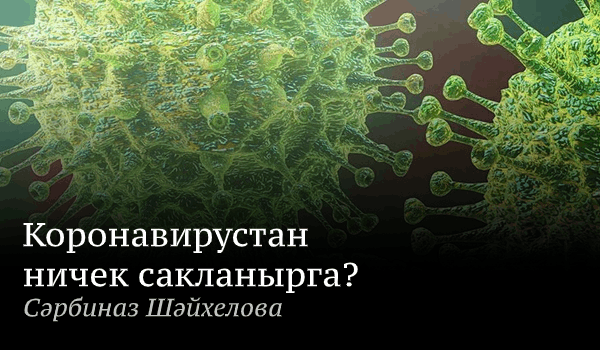 Коронавирустан
ничек сакланырга?
Сәрбиназ Шәйхелова